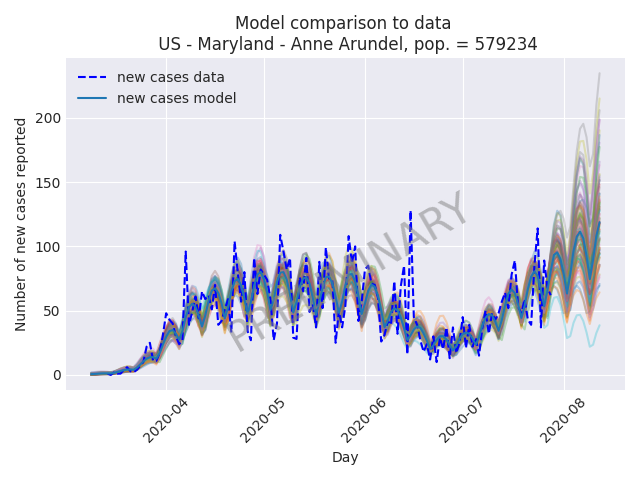 Model comparison to data
US - Maryland - Anne Arundel, pop. = 579234
new cases data
new cases model
PRELIMINARY
Number of new cases reported
200
150
100
50
0
2020-04
2020-05
2020-06
2020-07
2020-08
Day